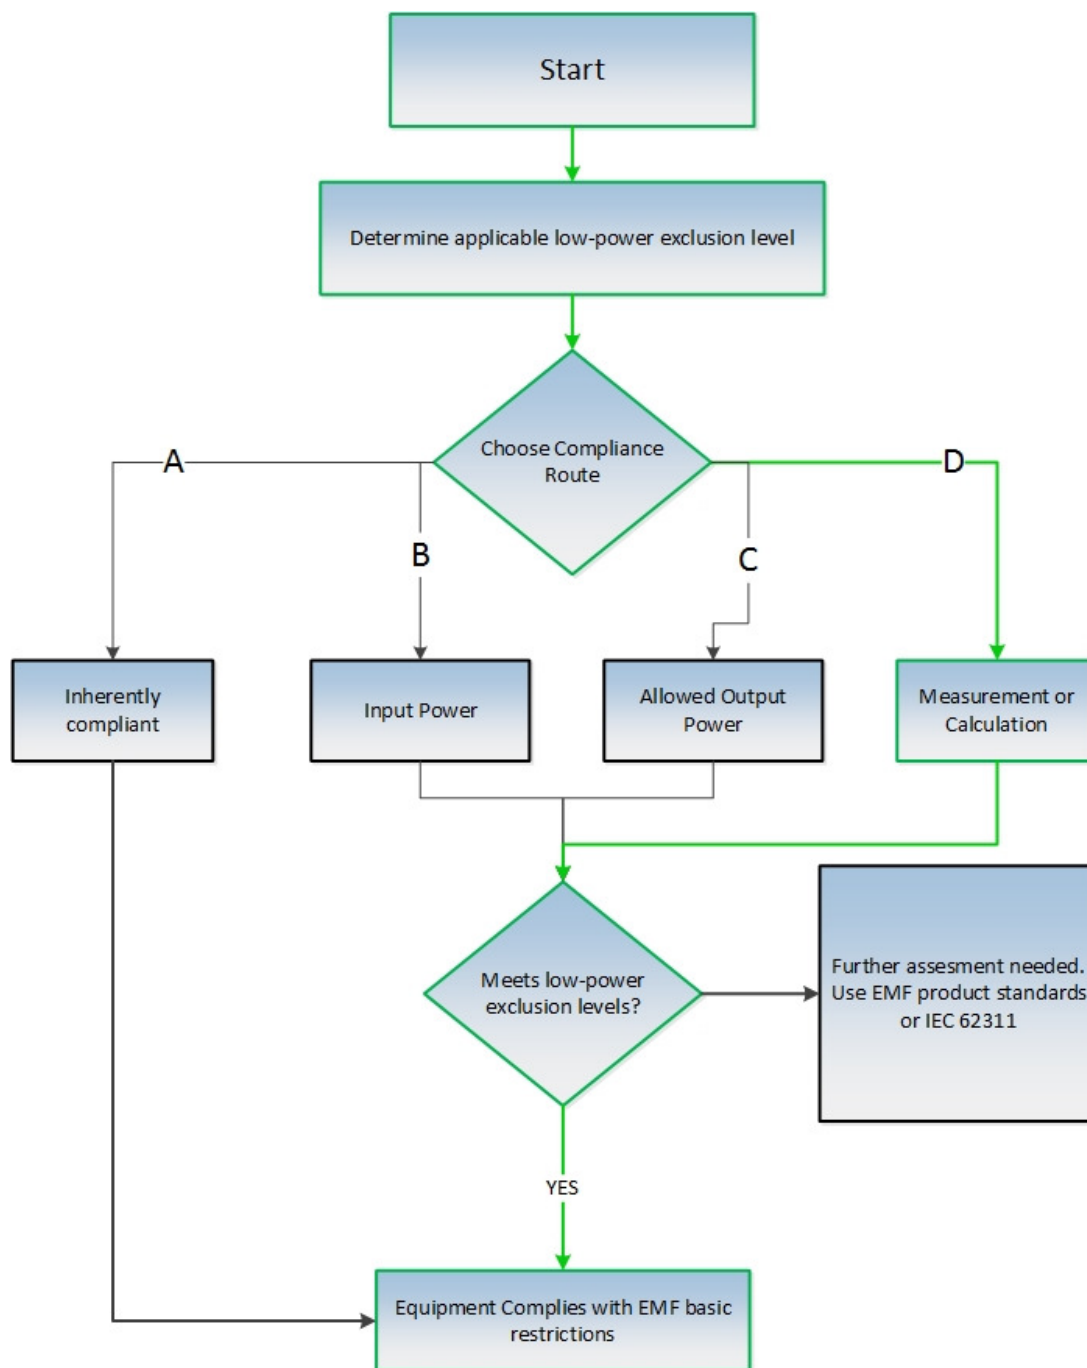 Start
Determine applicable low-power exclusion level
Choose Compliance
Route
A
D
B
C
Inherently
compliant
Input Power
Allowed Output
Power
Measurement or
Calculation
Meets low-power
exclusion levels?
Further assesment needed.
Use EMF product standards
or IEC 62311
YES
Equipment Complies with EMF basic
restrictions